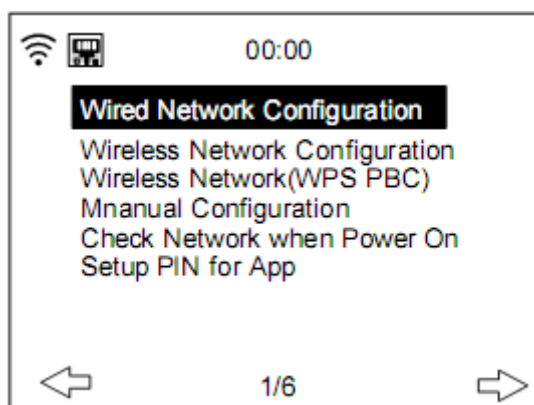 00:00
Wired Network Configuration
Wireless Network Configuration
Wireless Network(WPS PBC)
Mnanual Configuration
Check Network when Power On
Setup PIN for App
1/6